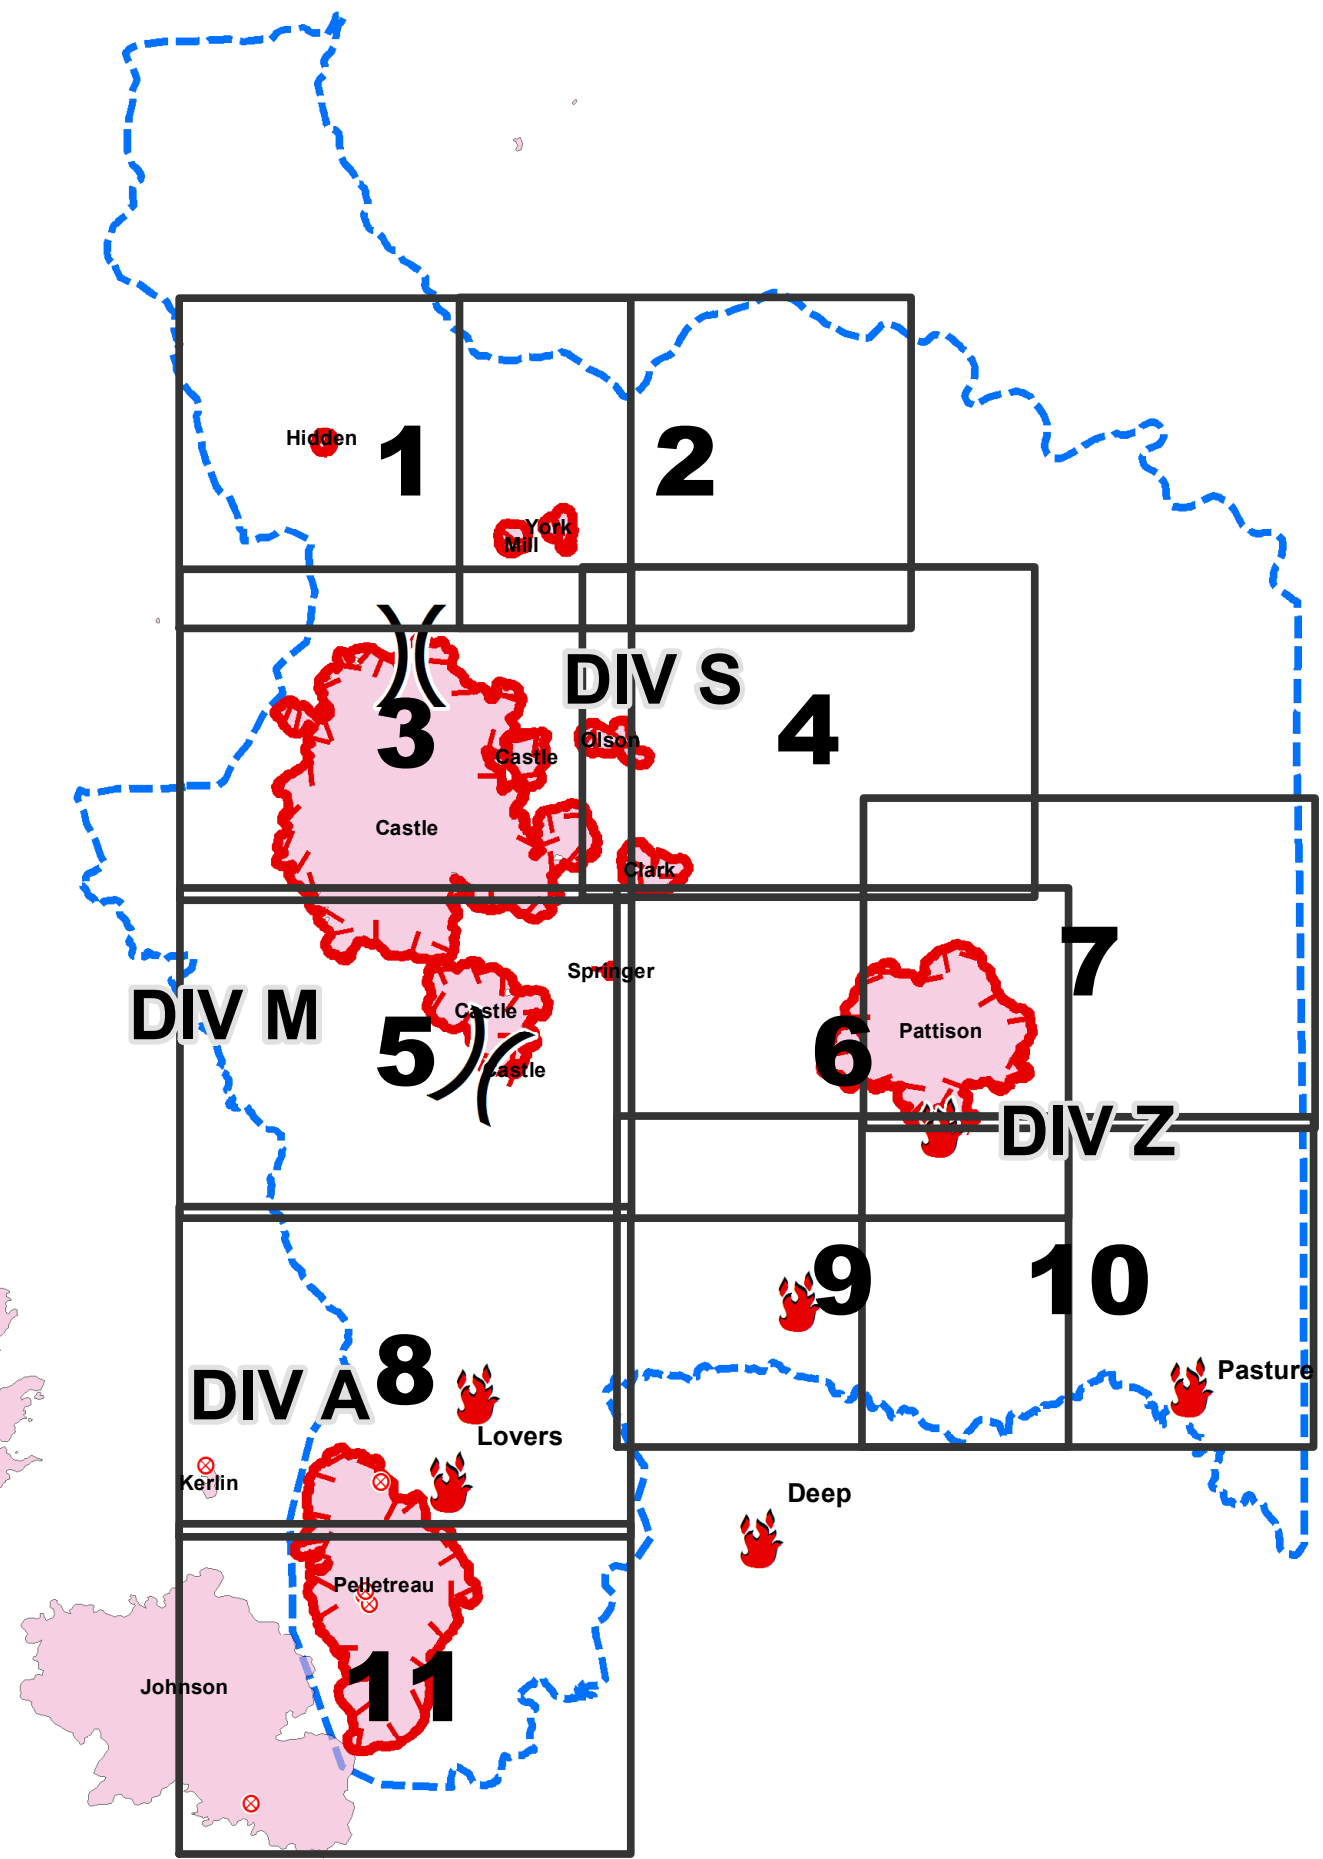 Hidden
1
2
York
Mill
DIV S
3
4
Olson
Castle
Castle
Clark
7
Springer
DIV M
Castle
5
6
Pattison
Castle
DIV Z
9
10
8
Pasture
DIV A
Lovers
Kerlin
Deep
Pelletreau
11
Johnson